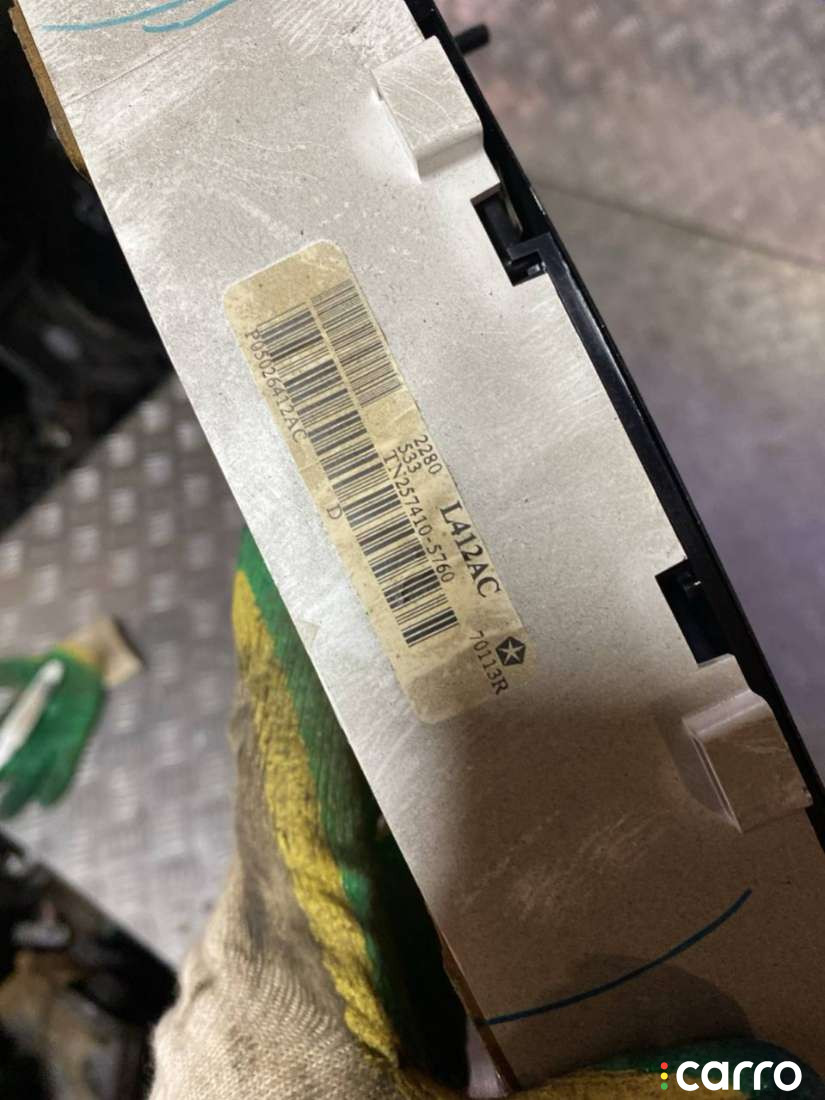 2280
533
L412AC
70113R
TN257410-5760
P05026412AC
D
carro